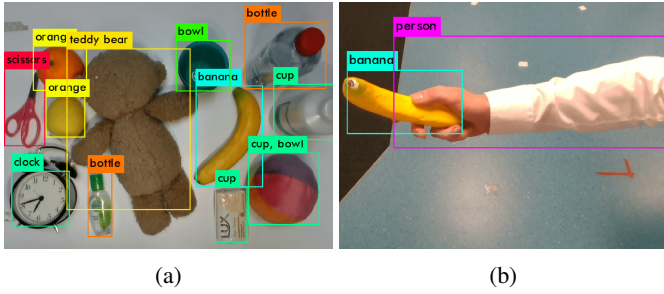 bottle
orang
teddy bear
bowl
scissors
banana
cup
orange
cup, bowl
clock
bottle
cup
LUX
person
banana
(a)
(b)